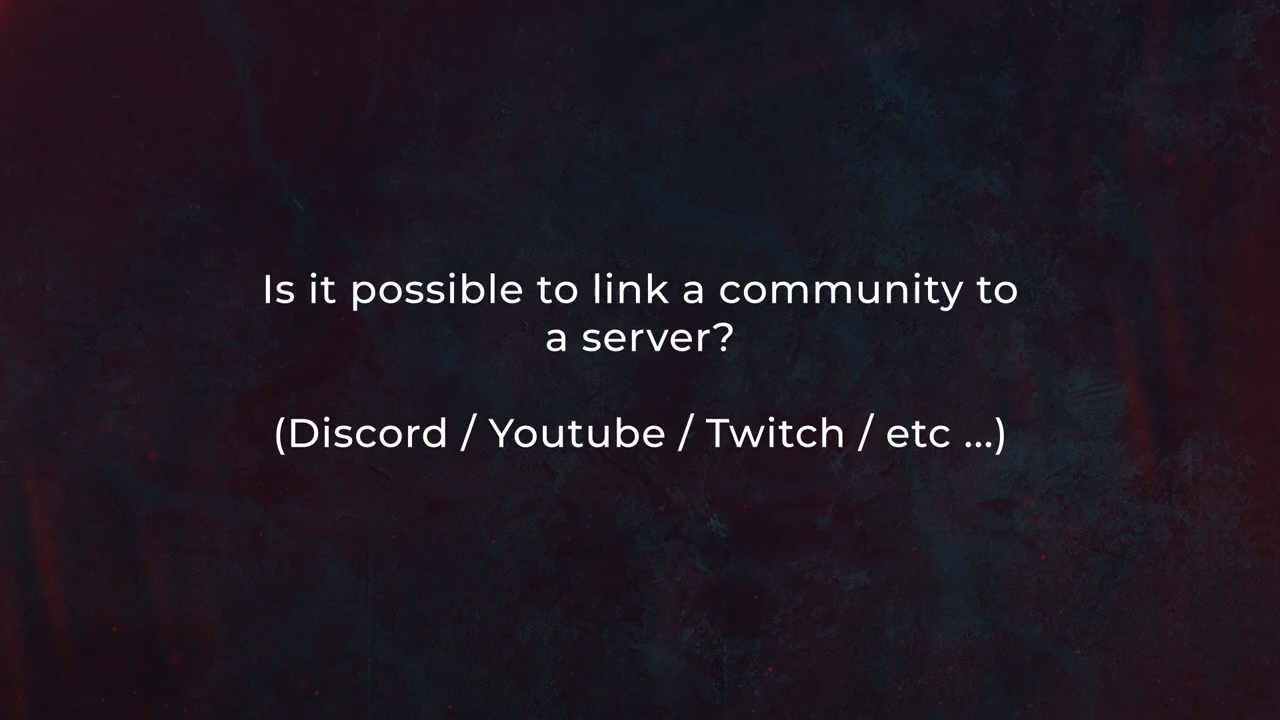 Is it possible to link a community to
a server?
(Discord / Youtube / Twitch / etc ...)